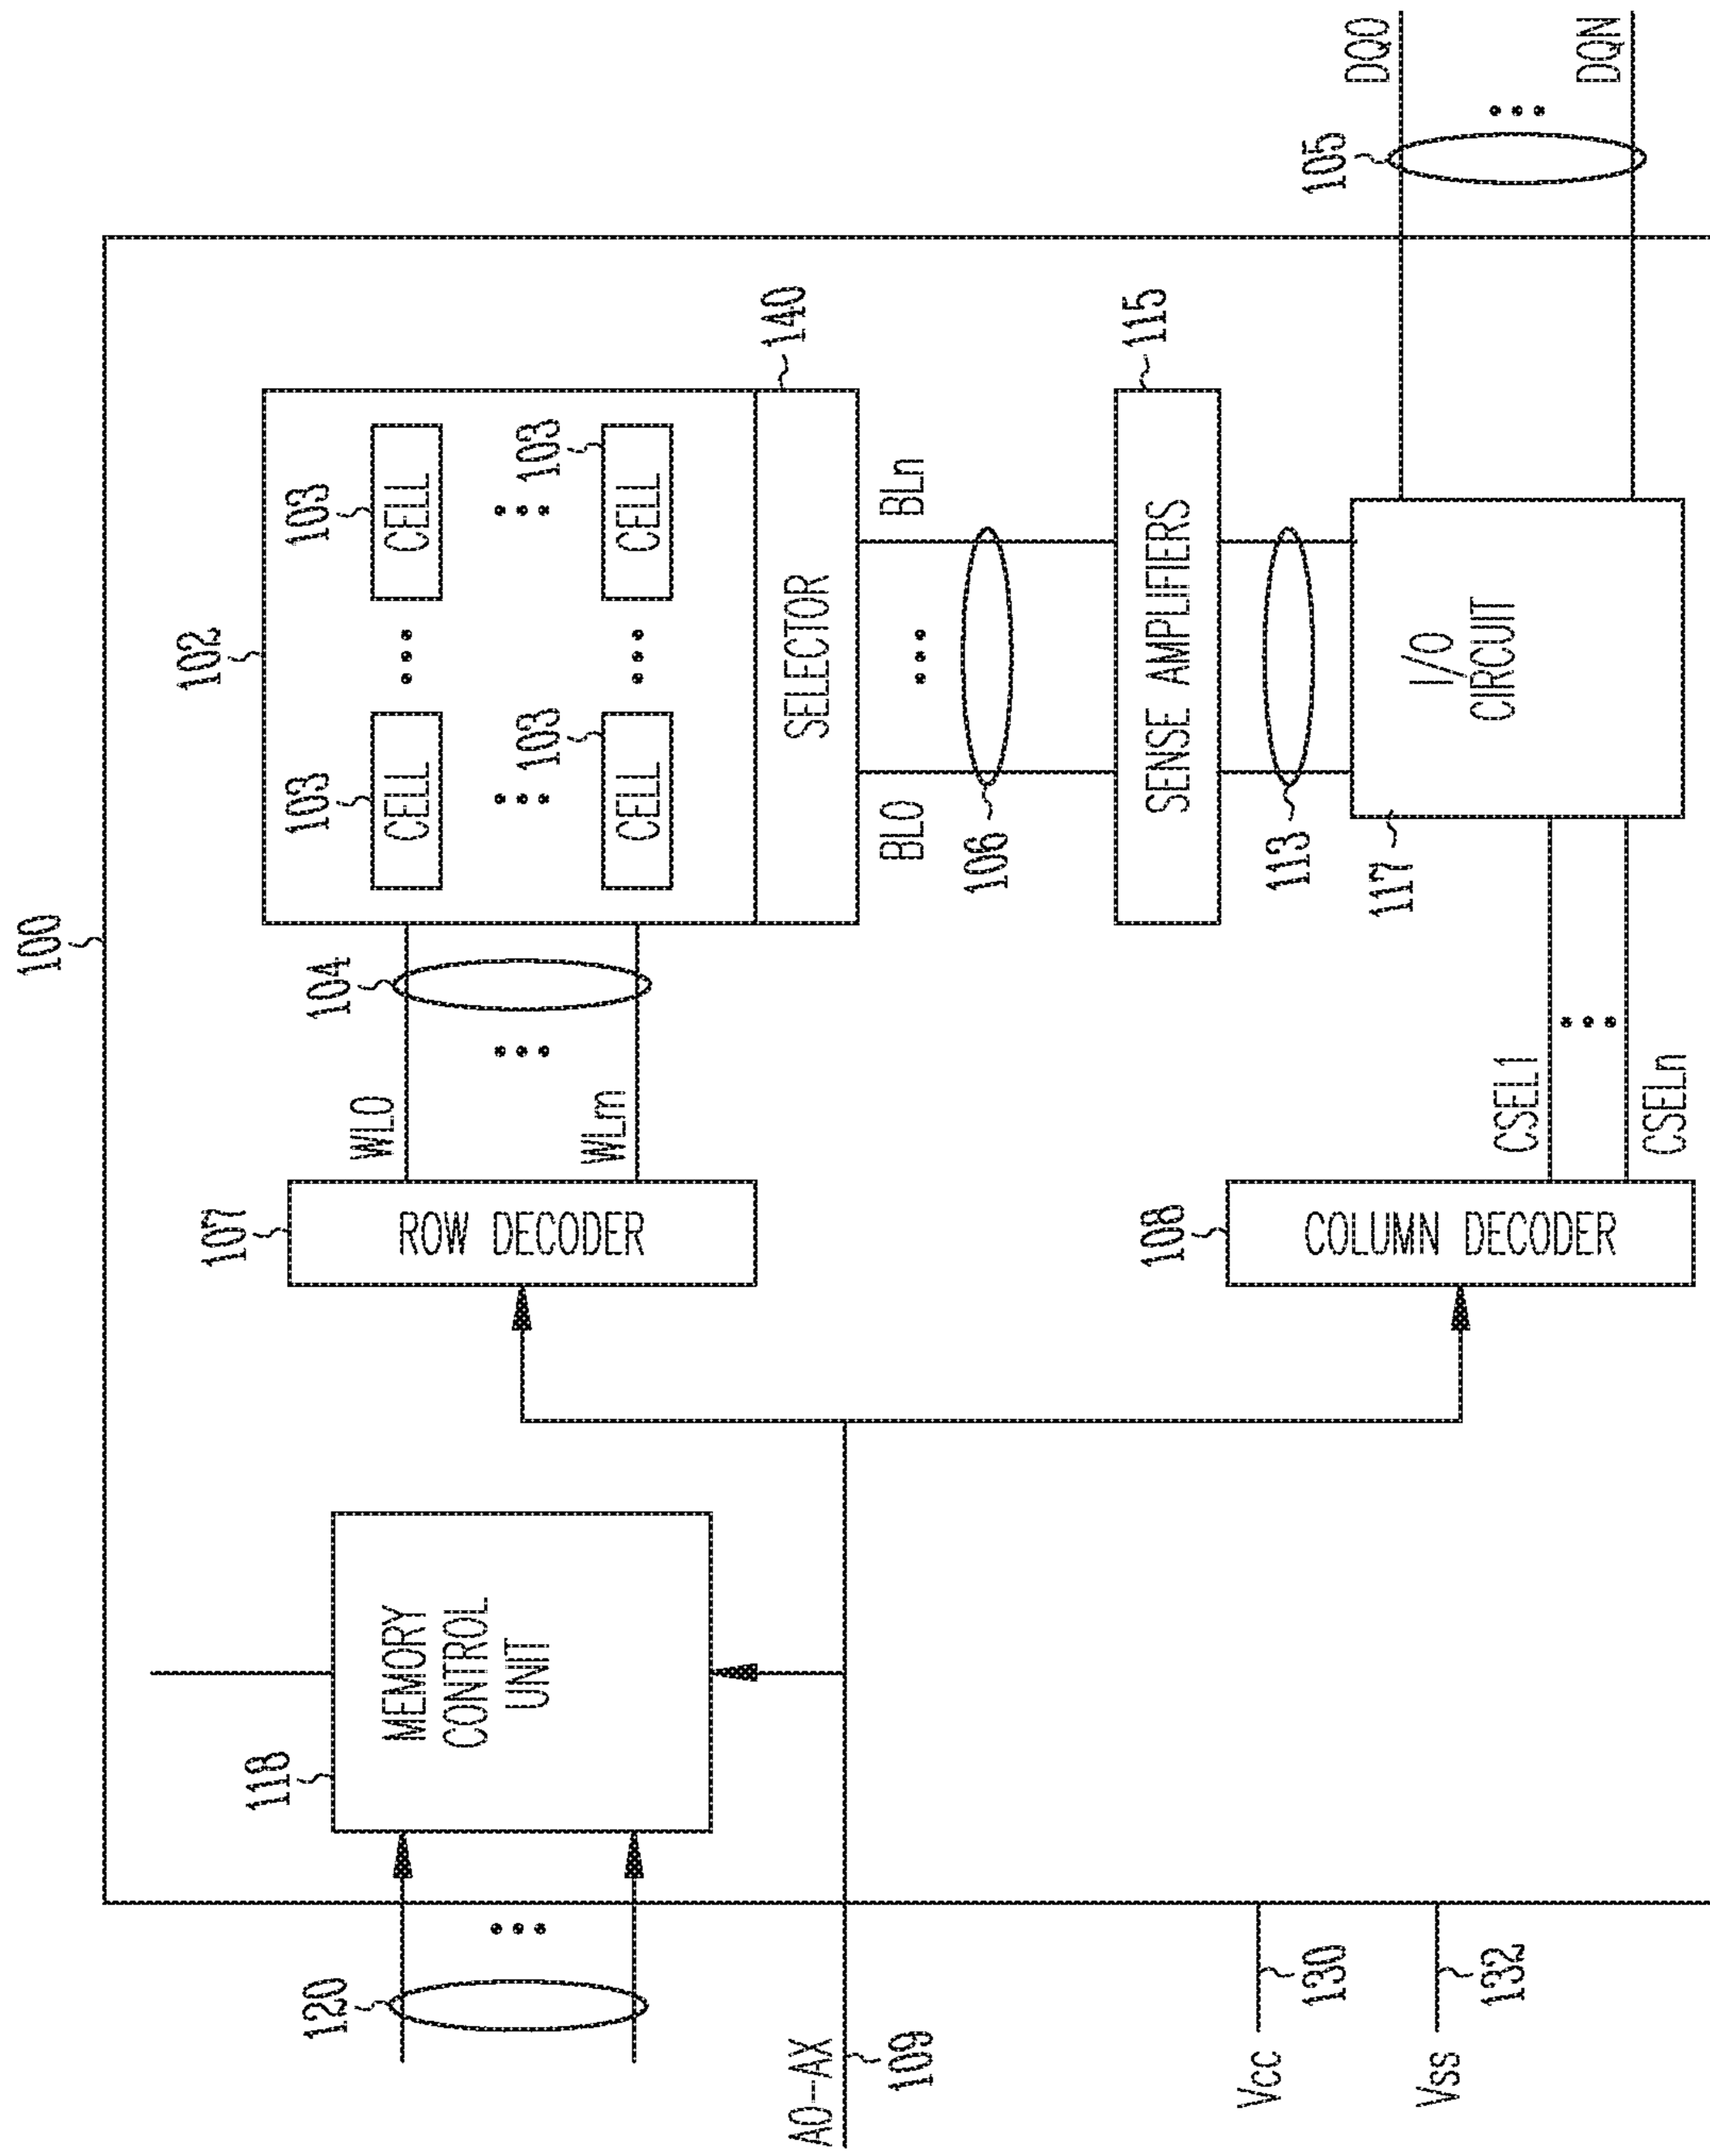 100
102
103
CELL
103
CELL
103
CELL
103
CELL
SELECTOR
140
104
WL0
WLm
107
ROW DECODER
118
MEMORY
CONTROL
UNIT
120
A0-AX
109
BL0
BLn
106
SENSE AMPLIFIERS
115
113
I/O
CIRCUIT
117
108
COLUMN DECODER
CSEL1
CSELn
105
DQ0
DQN
Vcc
130
Vss
132